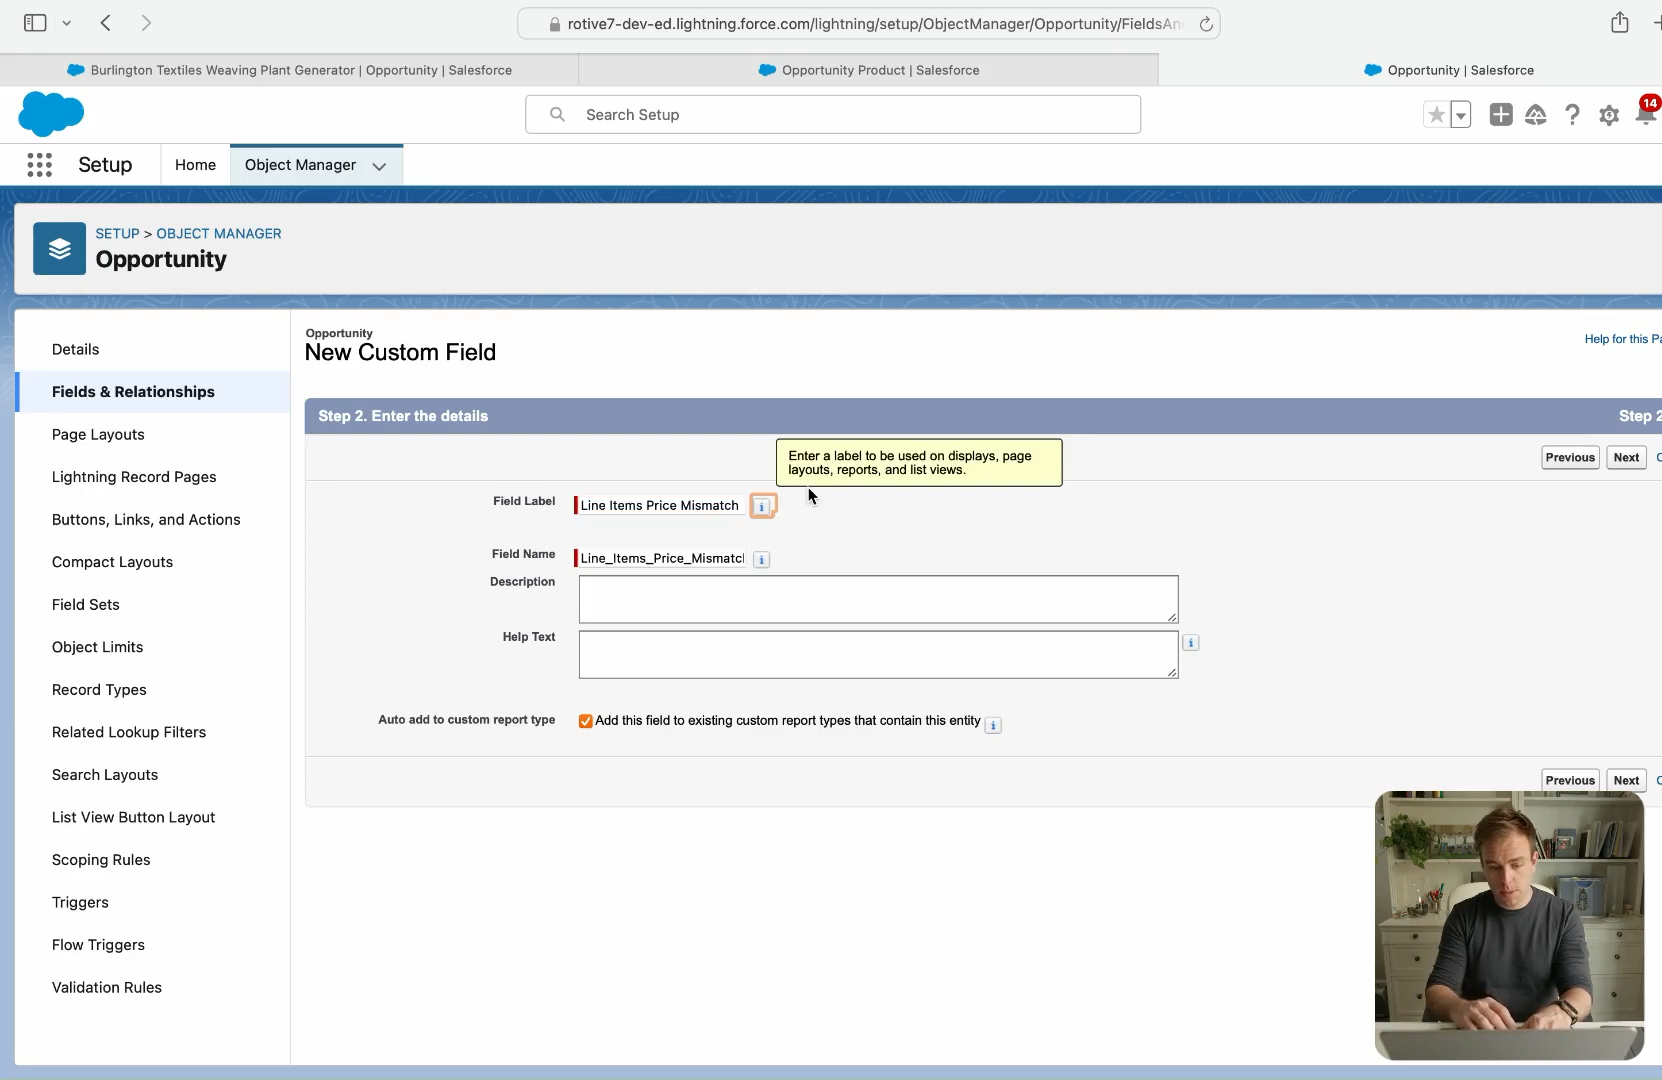 rotive7-dev-ed.lightning.force.com/lightning/setup/ObjectManager/Opportunity/FieldsAn
Burlington Textiles Weaving Plant Generator | Opportunity | Salesforce
Opportunity Product | Salesforce
Opportunity | Salesforce
Search Setup
14
Setup
Home
Object Manager
SETUP > OBJECT MANAGER
Opportunity
Details
Fields & Relationships
Page Layouts
Lightning Record Pages
Buttons, Links, and Actions
Compact Layouts
Field Sets
Object Limits
Record Types
Related Lookup Filters
Search Layouts
List View Button Layout
Scoping Rules
Triggers
Flow Triggers
Validation Rules
Opportunity
New Custom Field
Help for this Pa
Step 2. Enter the details
Step 2
Enter a label to be used on displays, page
layouts, reports, and list views.
Previous
Next
C
Field Label
Line Items Price Mismatch
Field Name
Line_Items_Price_Mismatcl
Description
Help Text
Auto add to custom report type
Add this field to existing custom report types that contain this entity
Previous
Next
C